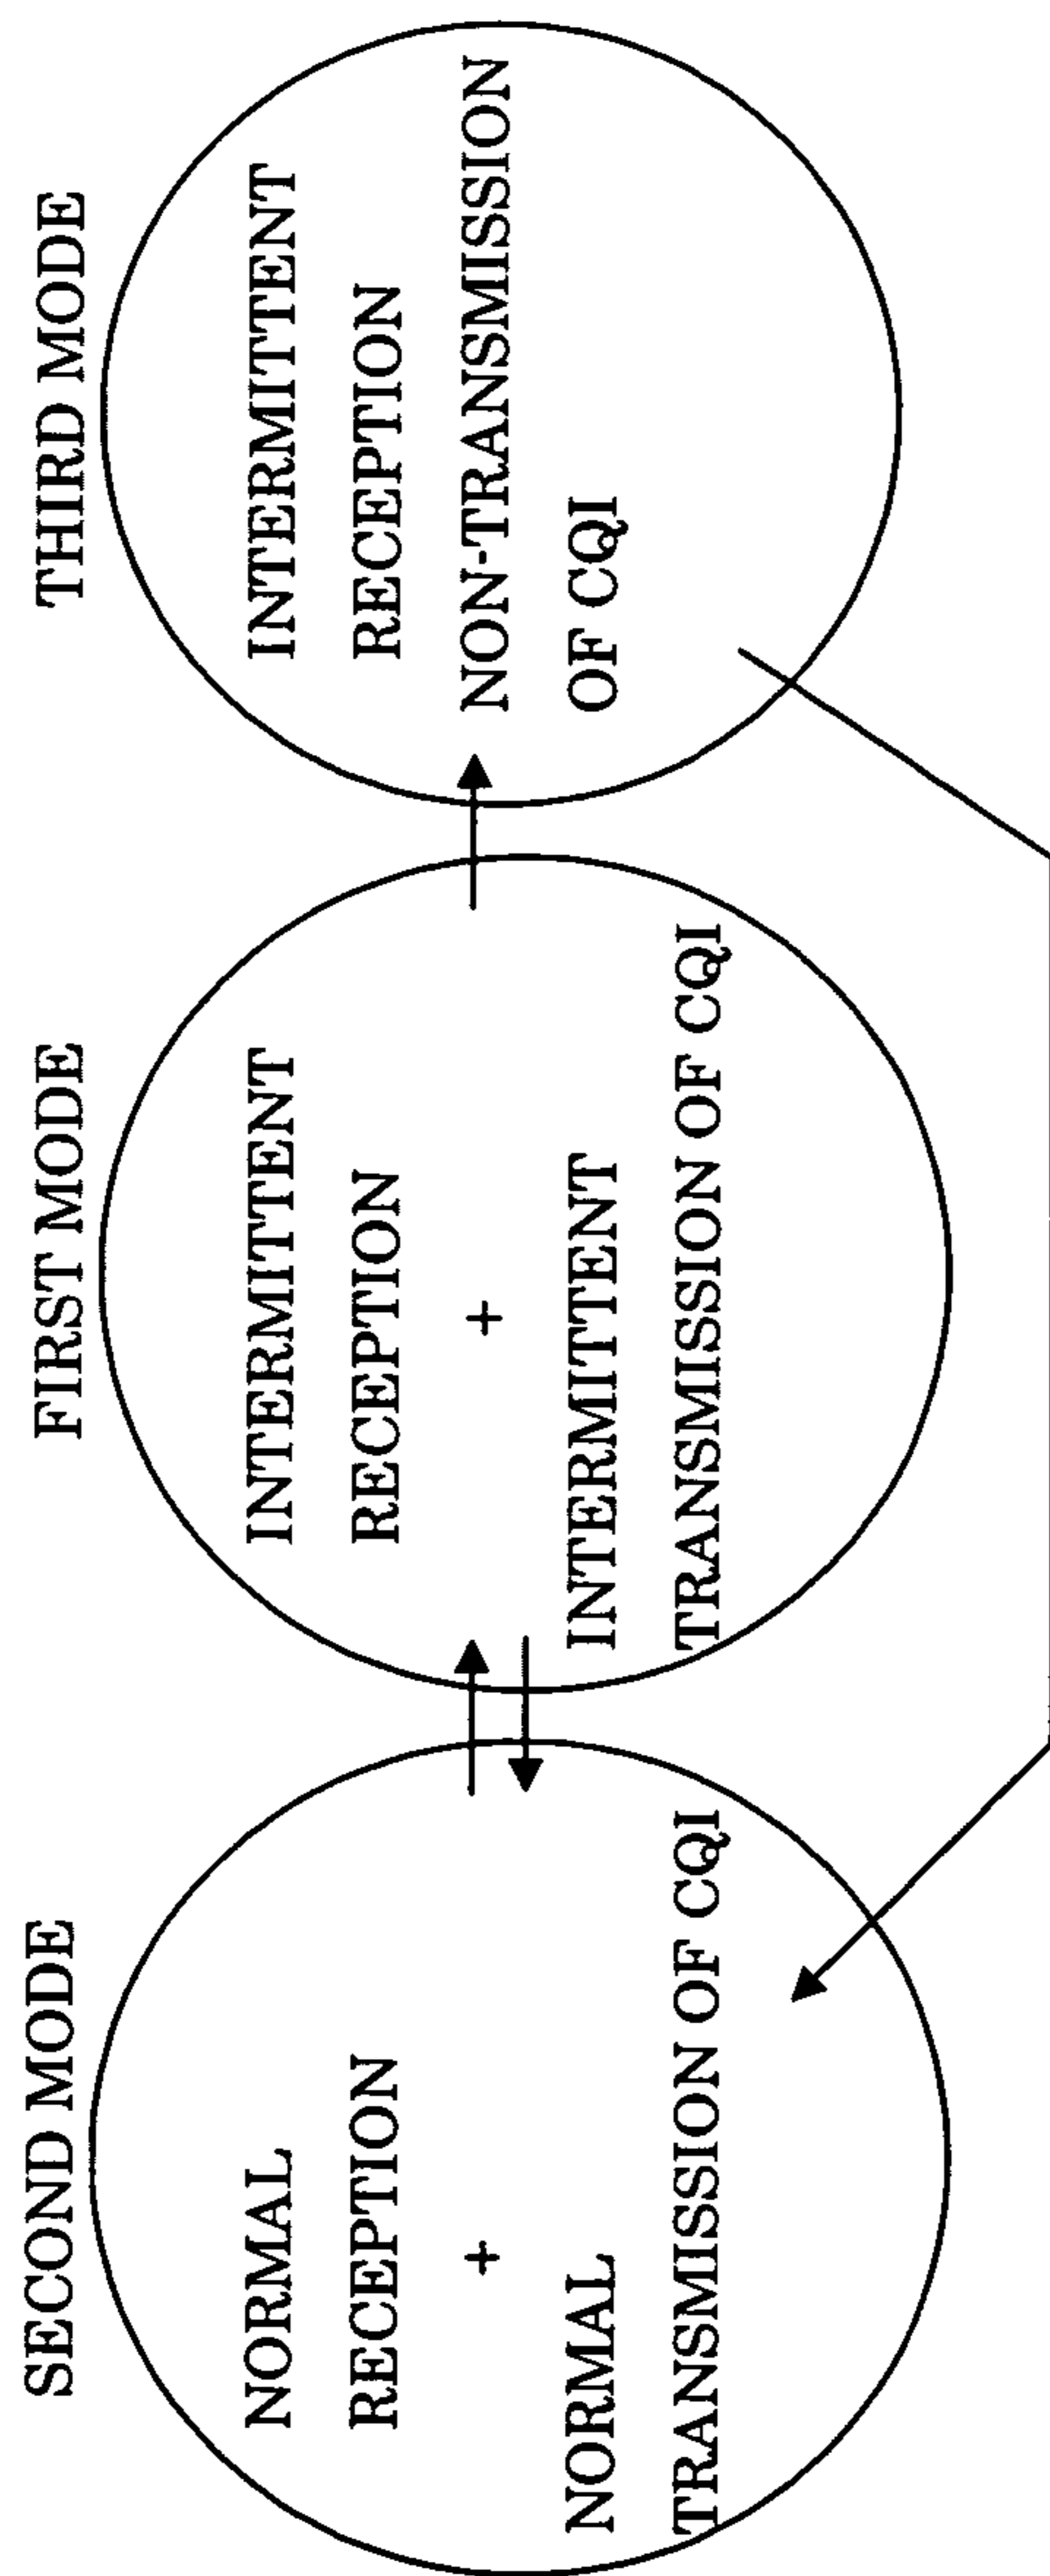 SECOND MODE
NORMAL
RECEPTION
+
NORMAL
TRANSMISSION OF CQI
FIRST MODE
INTERMITTENT
RECEPTION
+
INTERMITTENT
TRANSMISSION OF CQI
THIRD MODE
INTERMITTENT
RECEPTION
NON-TRANSMISSION
OF CQI